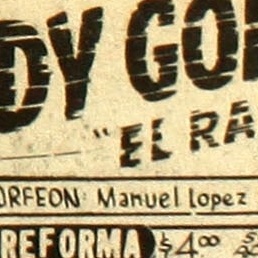 DY GO
"EL RA
ORFEON Manuel Lopez
REFORMA $4.00